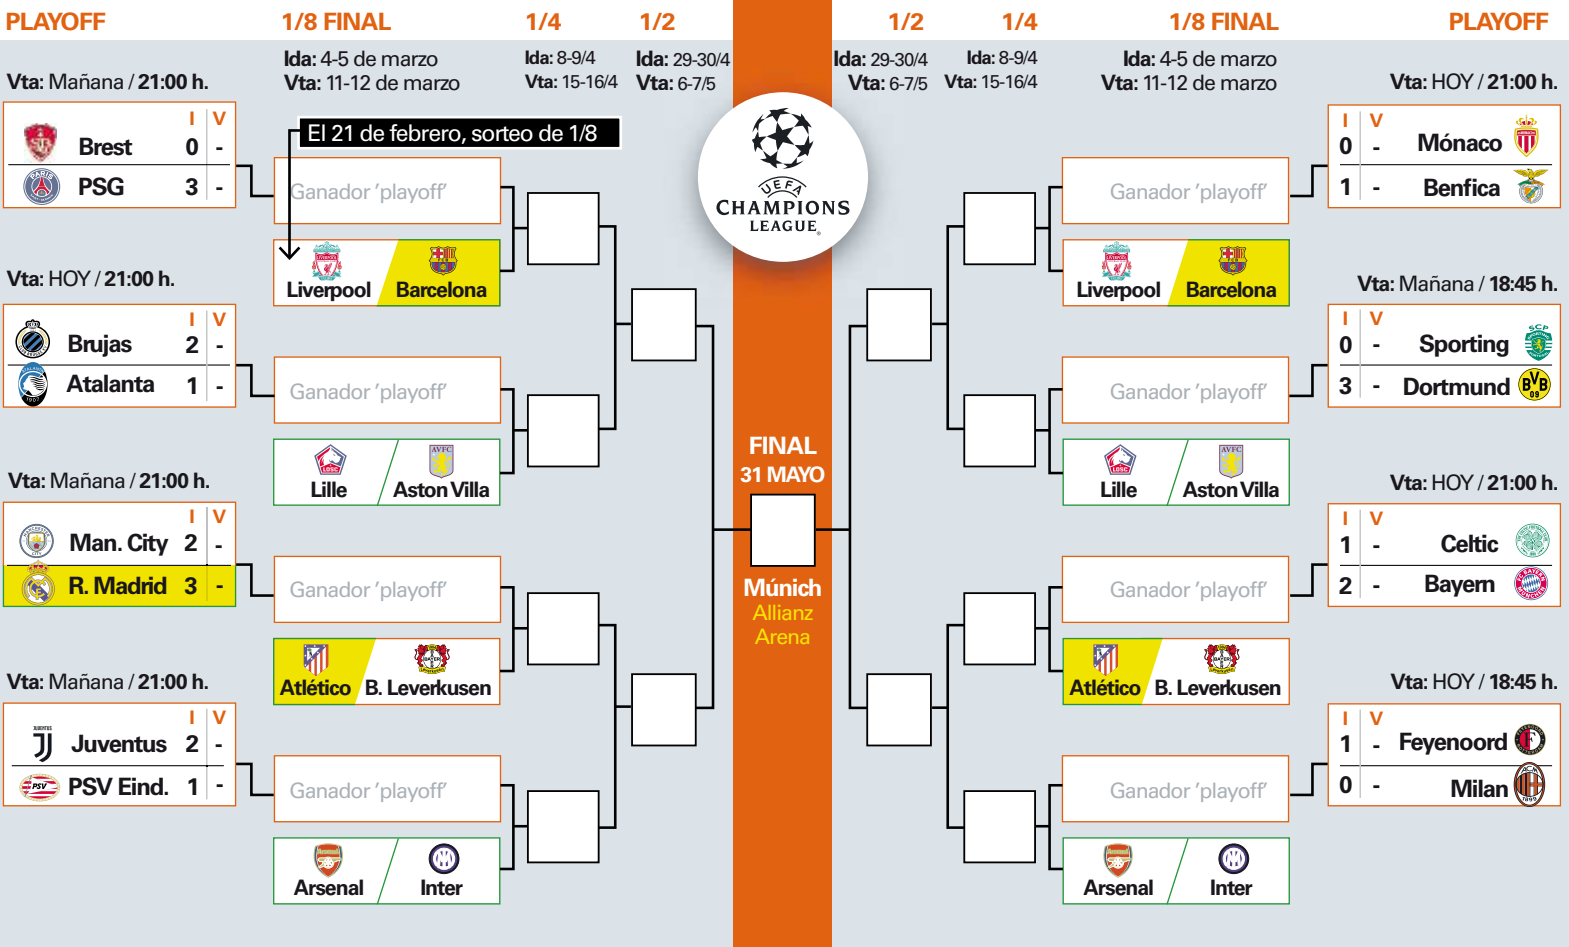 PLAYOFF
1/8 FINAL
1/4
1/2
1/2
1/4
1/8 FINAL
PLAYOFF
Ida: 4-5 de marzo
Vta: 11-12 de marzo
Ida: 8-9/4
Vta: 15-16/4
Ida: 29-30/4
Vta: 6-7/5
Ida: 29-30/4
Vta: 6-7/5
Ida: 8-9/4
Vta: 15-16/4
Ida: 4-5 de marzo
Vta: 11-12 de marzo
El 21 de febrero, sorteo de 1/8
Vta: Mañana / 21:00 h.
I V
Brest 0 -
PSG 3 -
Vta: HOY / 21:00 h.
I V
Brujas 2 -
Atalanta 1 -
Vta: Mañana / 21:00 h.
I V
Man. City 2 -
R. Madrid 3 -
Vta: Mañana / 21:00 h.
I V
Juventus 2 -
PSV Eind. 1 -
Ganador 'playoff'
Liverpool Barcelona
Ganador 'playoff'
Lille Aston Villa
Ganador 'playoff'
Atlético B. Leverkusen
Ganador 'playoff'
Arsenal Inter
UEFA
CHAMPIONS
LEAGUE
FINAL
31 MAYO
Múnich
Allianz
Arena
Ganador 'playoff'
Liverpool Barcelona
Ganador 'playoff'
Lille Aston Villa
Ganador 'playoff'
Atlético B. Leverkusen
Ganador 'playoff'
Arsenal Inter
Vta: HOY / 21:00 h.
I V
0 - Mónaco
1 - Benfica
Vta: Mañana / 18:45 h.
I V
0 - Sporting
3 - Dortmund
Vta: HOY / 21:00 h.
I V
1 - Celtic
2 - Bayern
Vta: HOY / 18:45 h.
I V
1 - Feyenoord
0 - Milan